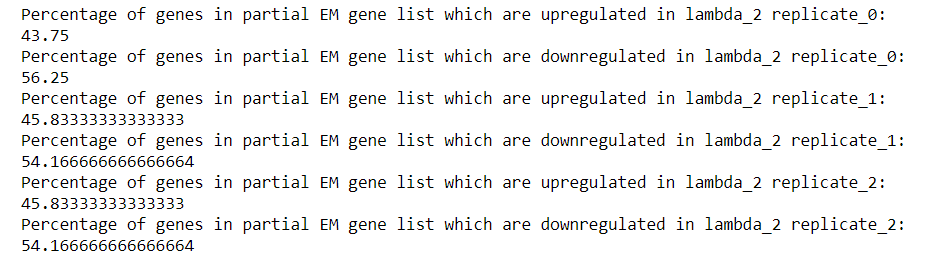 Percentage of genes in partial EM gene list which are upregulated in lambda_2 replicate_0:
43.75
Percentage of genes in partial EM gene list which are downregulated in lambda_2 replicate_0:
56.25
Percentage of genes in partial EM gene list which are upregulated in lambda_2 replicate_1:
45.83333333333333
Percentage of genes in partial EM gene list which are downregulated in lambda_2 replicate_1:
54.166666666666664
Percentage of genes in partial EM gene list which are upregulated in lambda_2 replicate_2:
45.83333333333333
Percentage of genes in partial EM gene list which are downregulated in lambda_2 replicate_2:
54.166666666666664